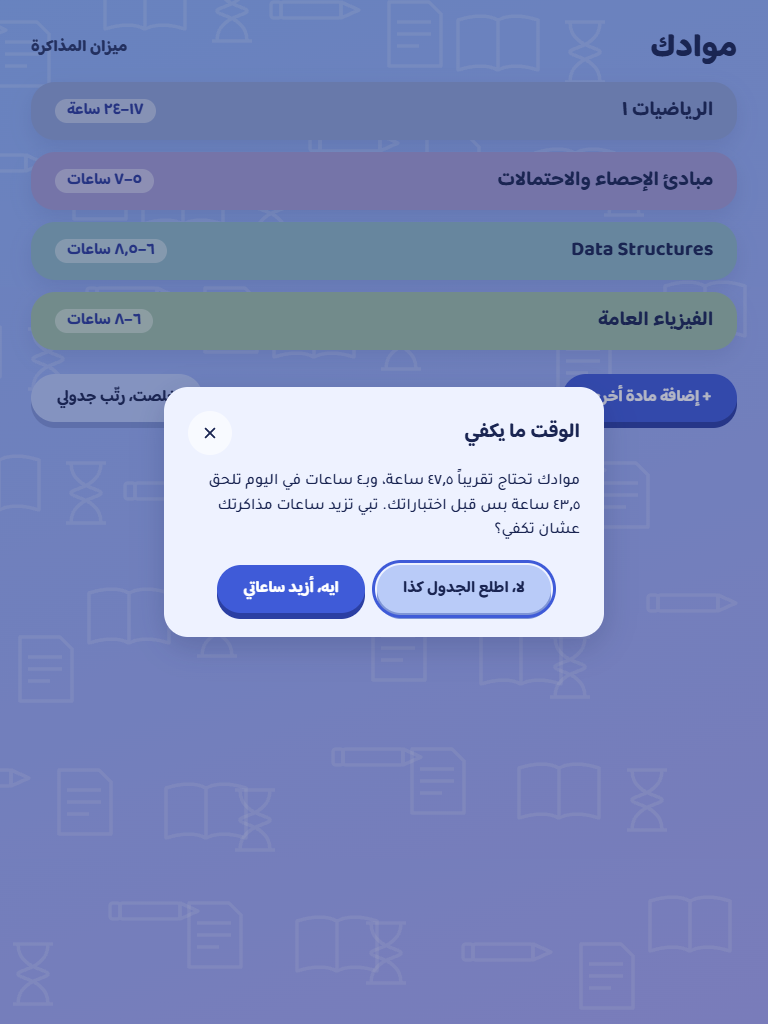 موادك
ميزان المذاكرة
الرياضيات ١
١٧–٢٤ ساعة
مبادئ الإحصاء والاحتمالات
٥–٧ ساعات
Data Structures
٦–٨,٥ ساعات
الفيزياء العامة
٦–٨ ساعات
+ إضافة مادة
رتّب جدولي
الوقت ما يكفي
موادك تحتاج تقريباً ٤٧,٥ ساعة، وبـ٤ ساعات في اليوم تلحق
٤٣,٥ ساعة بس قبل اختباراتك. تبي تزيد ساعات مذاكرتك
عشان تكفي؟
لا، اطلع الجدول كذا
ايه، أزيد ساعاتي